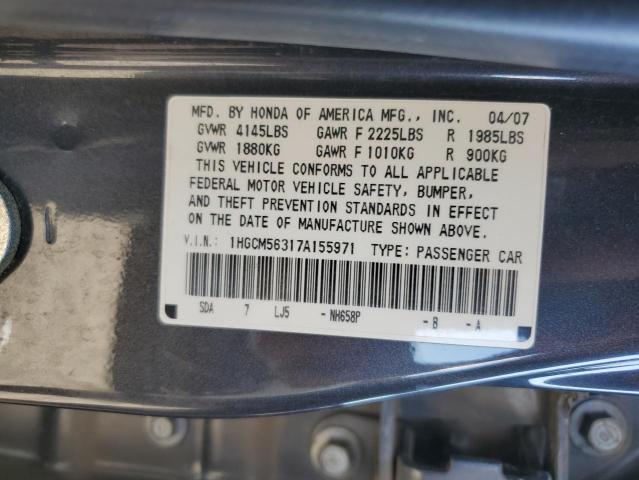 MFD. BY HONDA OF AMERICA MFG., INC. 04/07
GVWR 4145LBS GAWR F 2225LBS R 1985LBS
GVWR 1880KG GAWR F 1010KG R 900KG
THIS VEHICLE CONFORMS TO ALL APPLICABLE
FEDERAL MOTOR VEHICLE SAFETY, BUMPER,
AND THEFT PREVENTION STANDARDS IN EFFECT
ON THE DATE OF MANUFACTURE SHOWN ABOVE.
V.I.N.: 1HGCM56317A155971 TYPE: PASSENGER CAR
SDA 7 LJ5 - NH658P - B - A